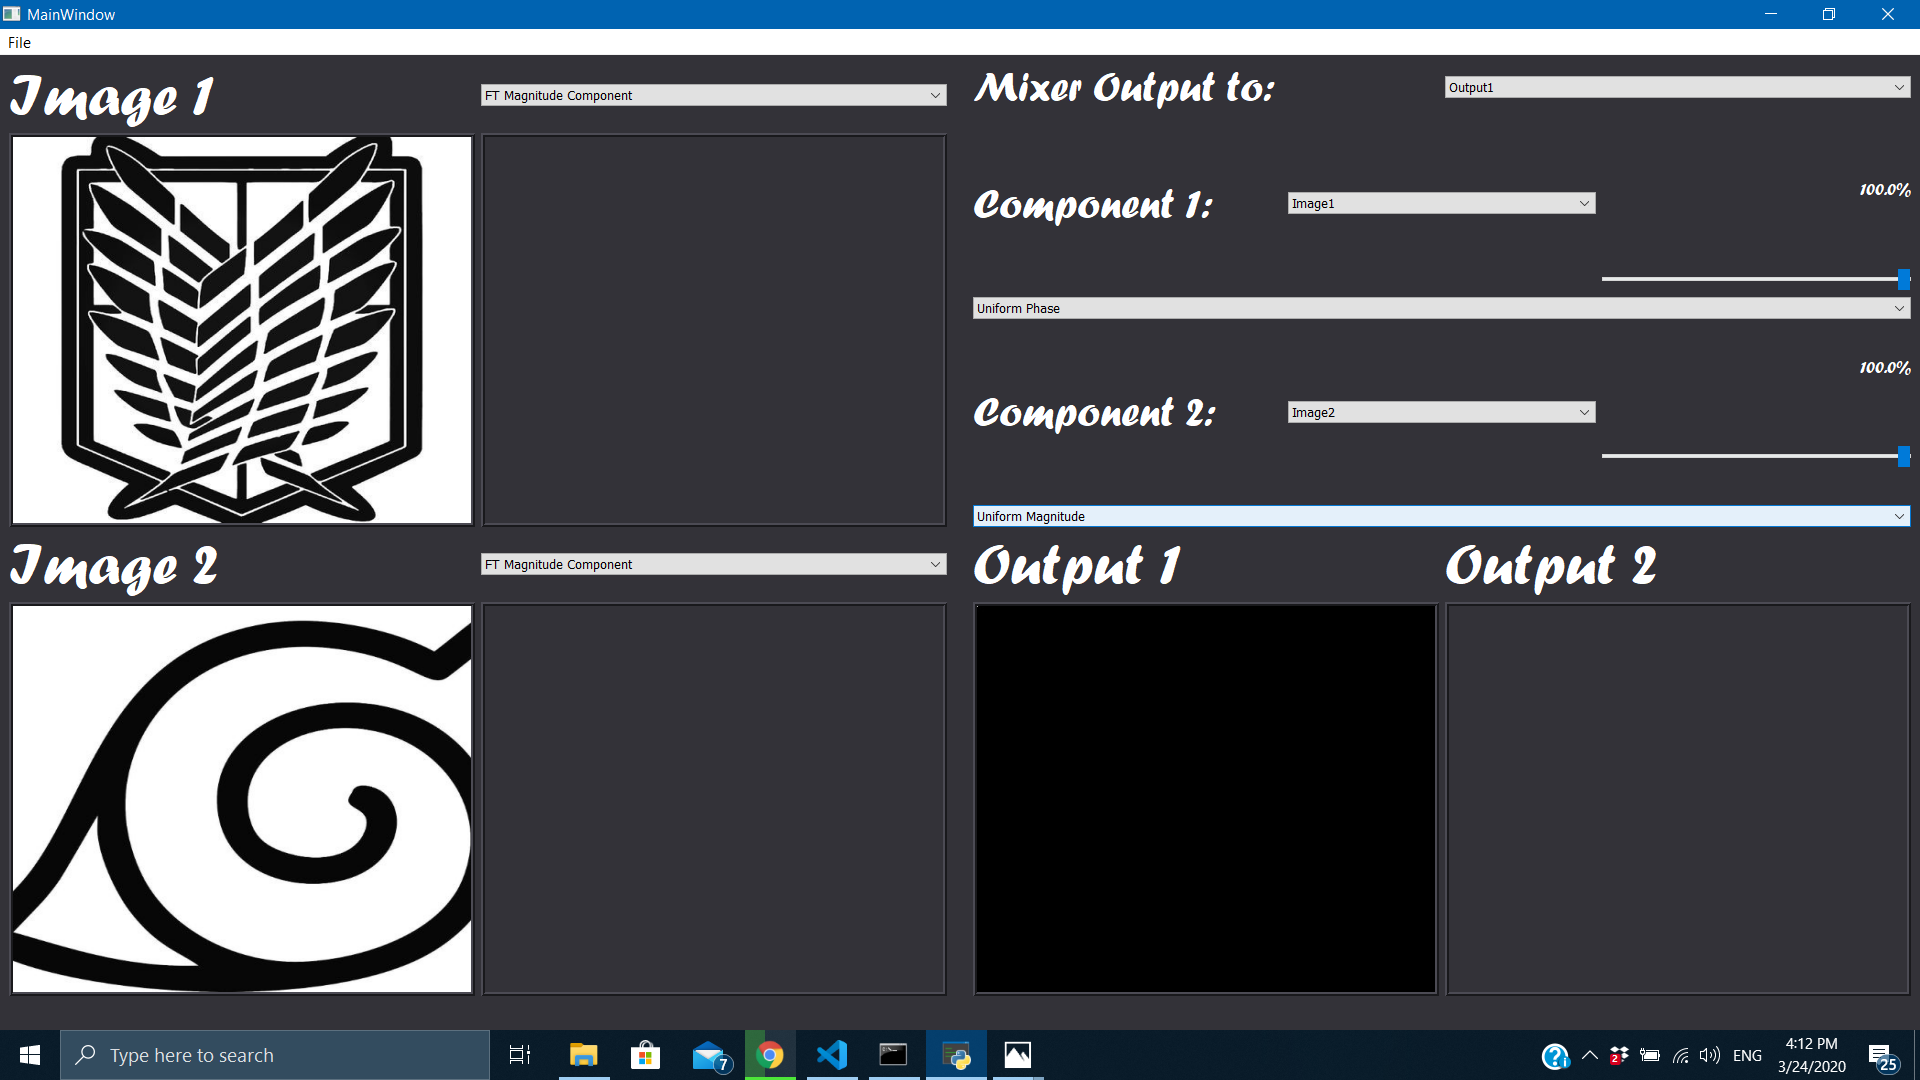 MainWindow
File
Image 1
FT Magnitude Component
Mixer Output to:
Output1
Component 1:
Image1
100.0%
Uniform Phase
100.0%
Component 2:
Image2
Uniform Magnitude
Image 2
FT Magnitude Component
Output 1
Output 2
Type here to search
7
2
ENG
4:12 PM
3/24/2020
25